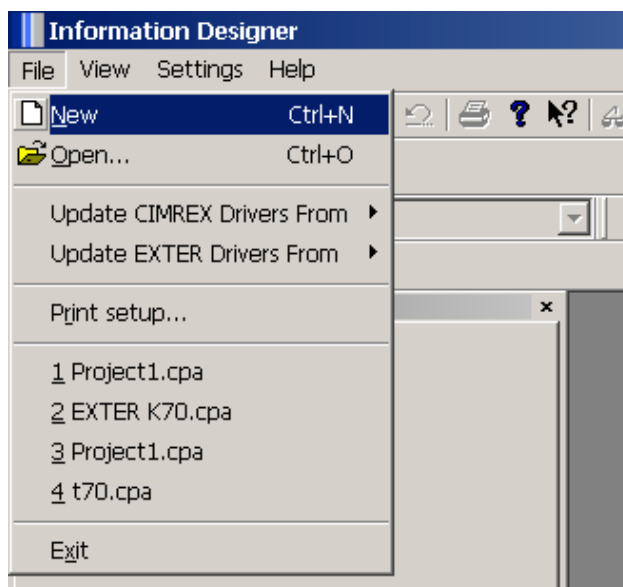 Information Designer
File View Settings Help
New Ctrl+N
Open... Ctrl+O
Update CIMREX Drivers From
Update EXTER Drivers From
Print setup...
1 Project1.cpa
2 EXTER K70.cpa
3 Project1.cpa
4 t70.cpa
Exit